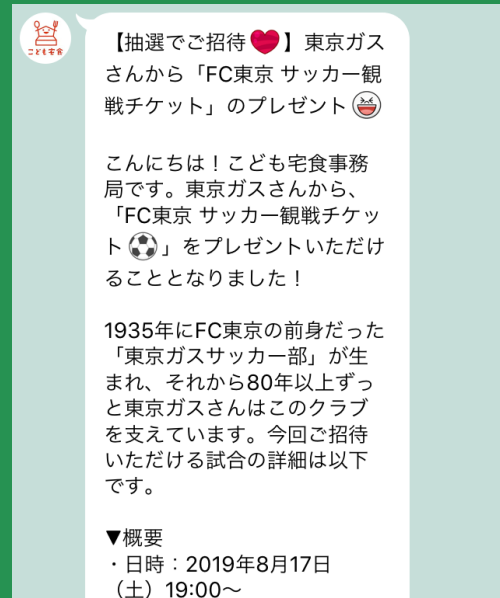 こども宅食
【抽選でご招待❤】東京ガス
さんから「FC東京 サッカー観
戦チケット」のプレゼント😆
こんにちは！こども宅食事務
局です。東京ガスさんから、
「FC東京 サッカー観戦チケッ
ト⚽」をプレゼントいただけ
ることとなりました！
1935年にFC東京の前身だった
「東京ガスサッカー部」が生
まれ、それから80年以上ずっ
と東京ガスさんはこのクラブ
を支えています。今回ご招待
いただける試合の詳細は以下
です。
▼概要
・日時：2019年8月17日
（土）19:00〜